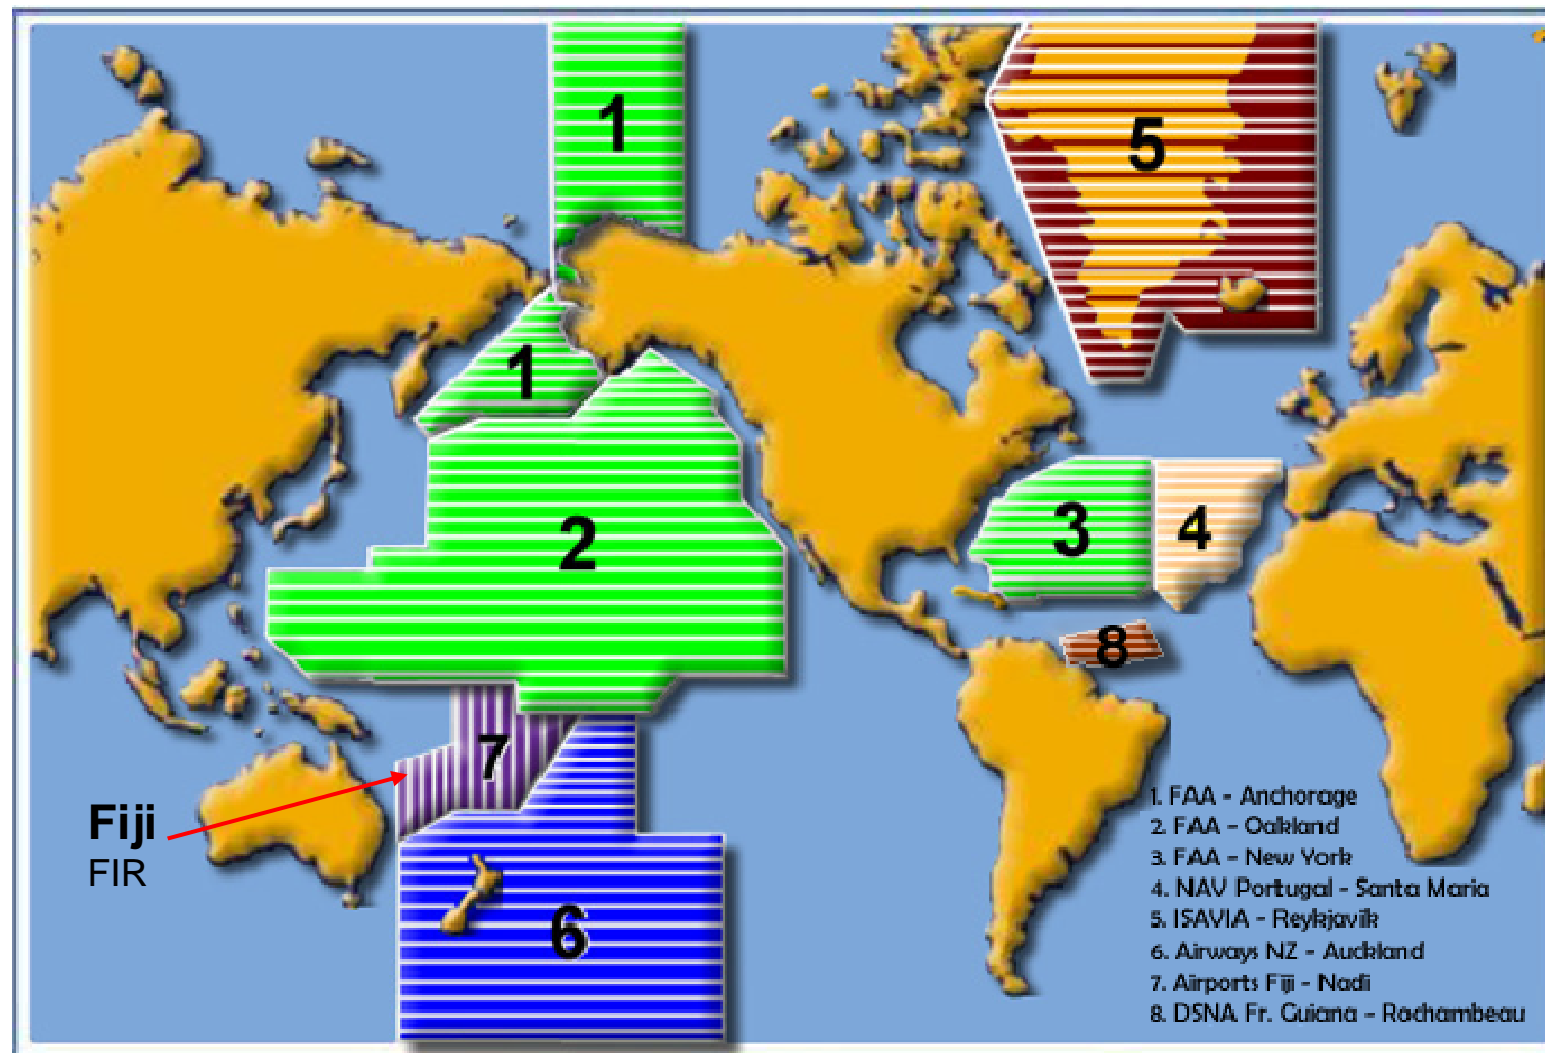 1
5
1
2
3
4
8
7
Fiji
FIR
6
1. FAA - Anchorage
2. FAA - Oakland
3. FAA - New York
4. NAV Portugal - Santa Maria
5. ISAVIA - Reykjavik
6. Airways NZ - Auckland
7. Airports Fiji - Nadi
8. DSNA Fr. Guiana - Rochambeau